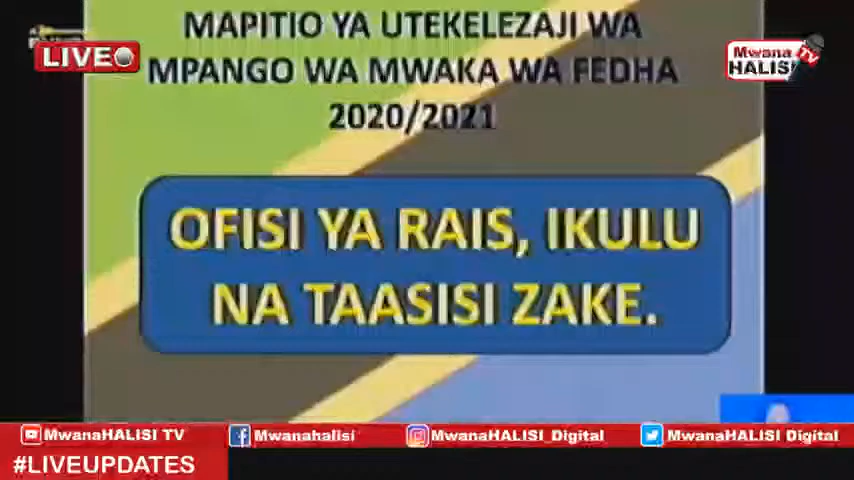 MAPITIO YA UTEKELEZAJI WA
MPANGO WA MWAKA WA FEDHA
2020/2021
LIVE
Mwana
HALISI
TV
OFISI YA RAIS, IKULU
NA TAASISI ZAKE.
MwanaHALISI TV
Mwanahalisi
MwanaHALISI_Digital
MwanaHALISI Digital
#LIVEUPDATES